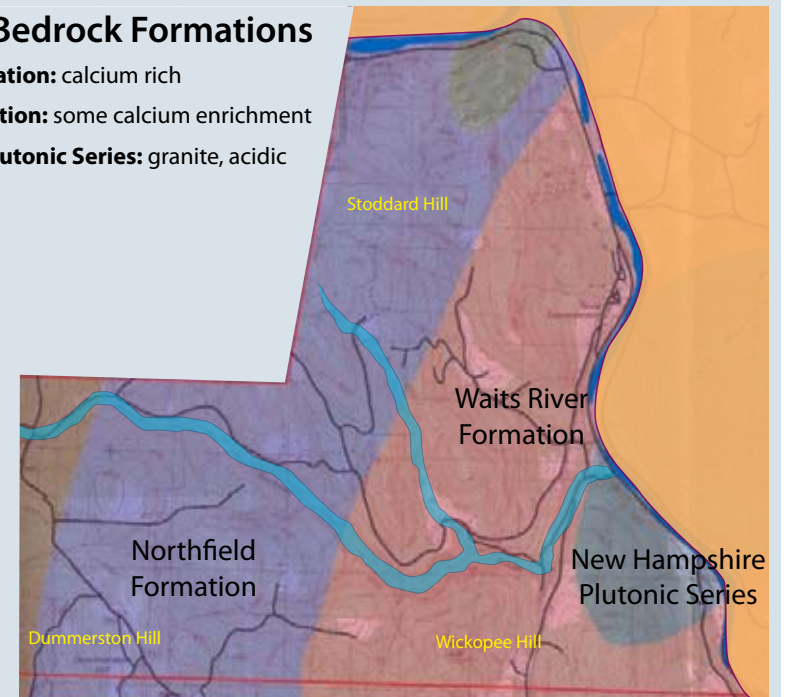 Bedrock Formations
ation: calcium rich
tion: some calcium enrichment
utonic Series: granite, acidic
Stoddard Hill
Waits River
Formation
Northfield
Formation
New Hampshire
Plutonic Series
Dummerston Hill
Wickopee Hill